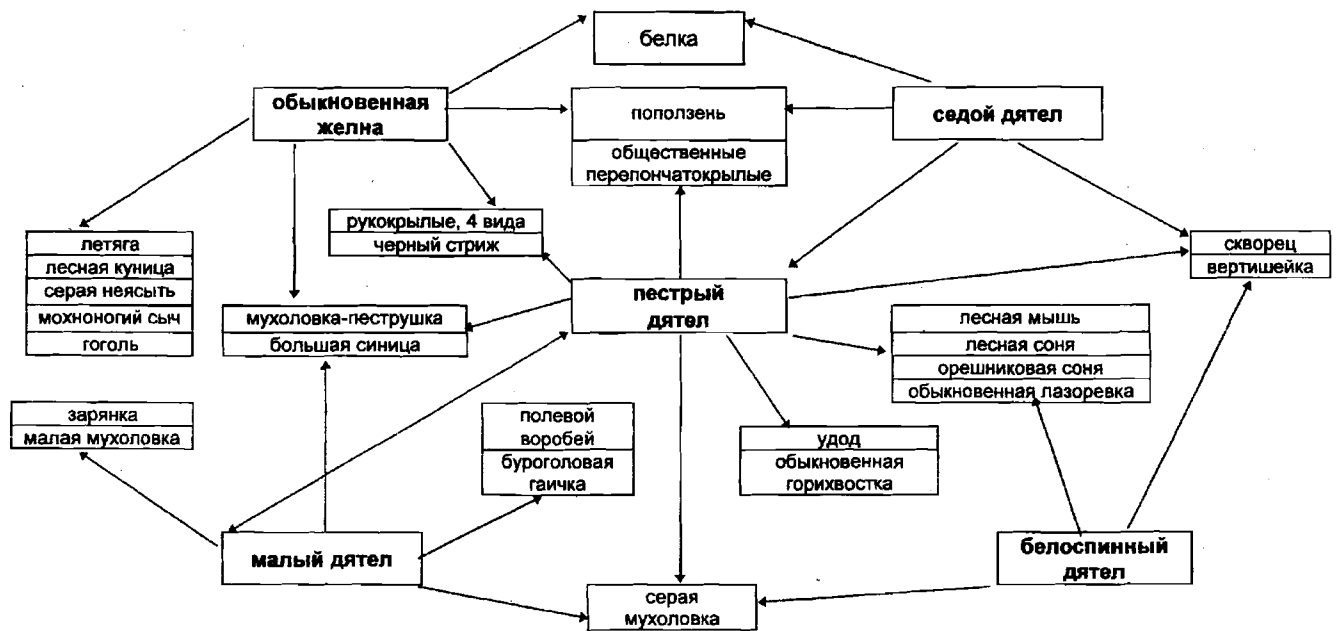 белка
обыкновенная
желна
поползень
общественные
перепончатокрылые
седой дятел
рукокрылые, 4 вида
черный стриж
летяга
лесная куница
серая неясыть
мохноногий сыч
гоголь
скворец
вертишейка
пестрый
дятел
мухоловка-пеструшка
большая синица
лесная мышь
лесная соня
орешниковая соня
обыкновенная лазоревка
зарянка
малая мухоловка
полевой
воробей
буроголовая
гаичка
удод
обыкновенная
горихвостка
малый дятел
белоспинный
дятел
серая
мухоловка